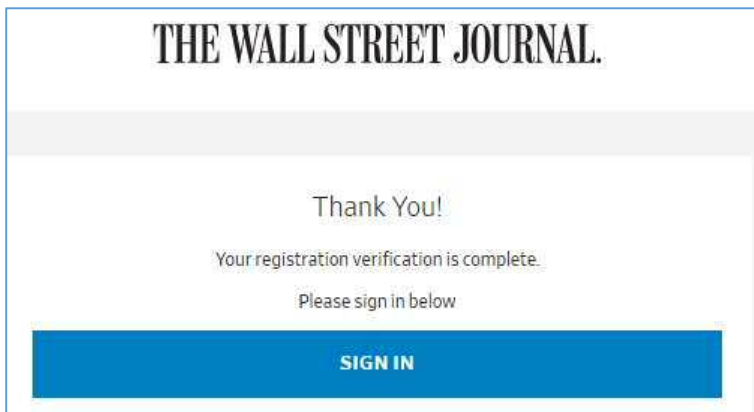 THE WALL STREET JOURNAL.
Thank You!
Your registration verification is complete.
Please sign in below
SIGN IN